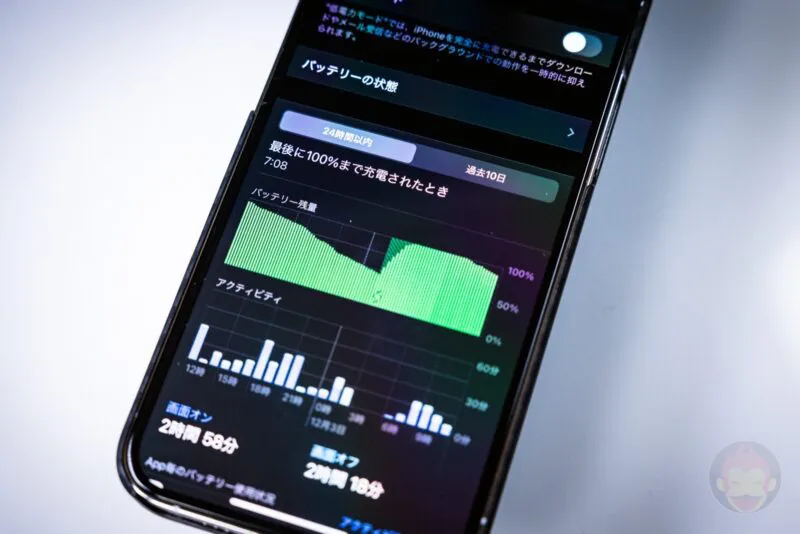 "低電力モード"では、iPhoneを完全に充電できるまでダウンロー
ドやメール受信などのバックグラウンドでの動作を一時的に抑え
られます。
バッテリーの状態
24時間以内
過去10日
最後に100%まで充電されたとき
7:08
バッテリー残量
100%
50%
0%
アクティビティ
60分
30分
0分
12時 15時 18時 21時 0時 3時 6時 9時
12月3日
画面オン
2時間 58分
画面オフ
2時間 18分
App毎のバッテリー使用状況
アクティビ